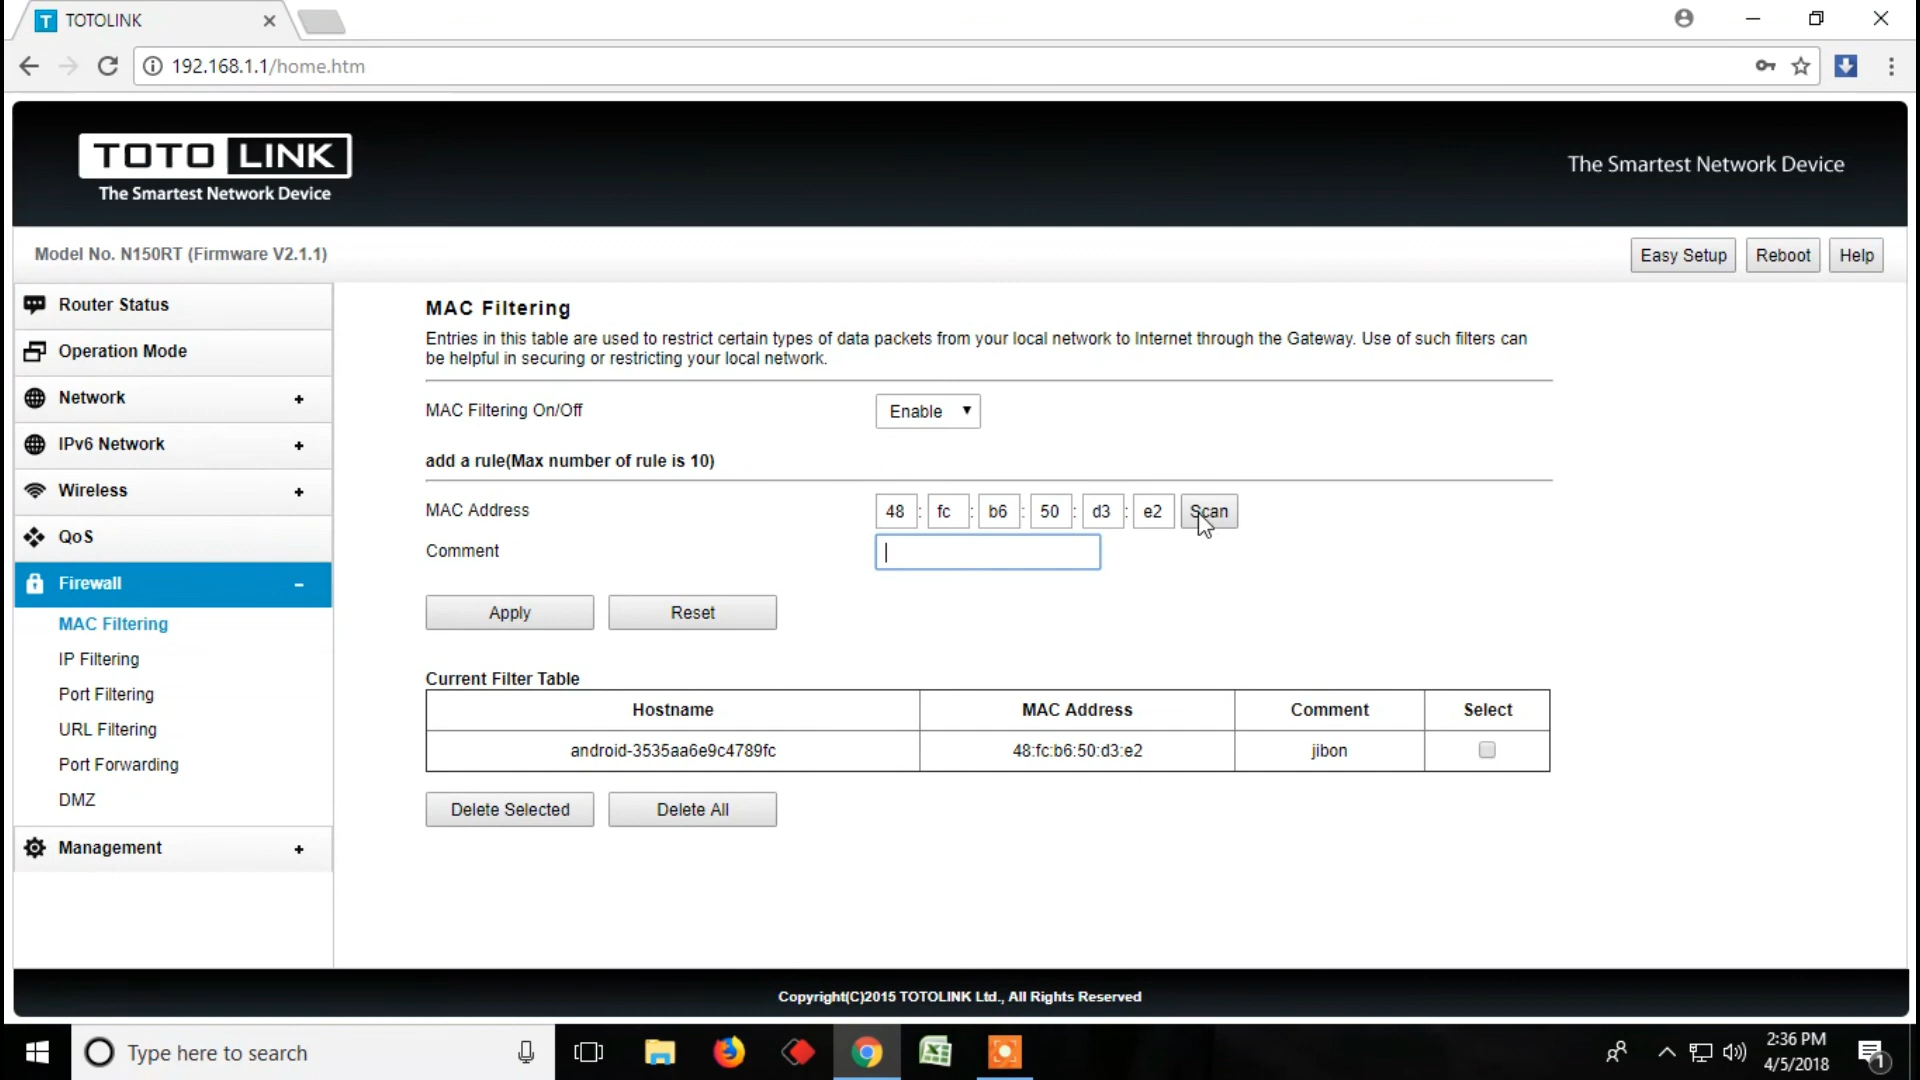 TOTOLINK
192.168.1.1/home.htm
TOTO LINK
The Smartest Network Device
The Smartest Network Device
Model No. N150RT (Firmware V2.1.1)
Easy Setup
Reboot
Help
Router Status
Operation Mode
Network +
IPv6 Network +
Wireless +
QoS
Firewall -
MAC Filtering
IP Filtering
Port Filtering
URL Filtering
Port Forwarding
DMZ
Management +
MAC Filtering
Entries in this table are used to restrict certain types of data packets from your local network to Internet through the Gateway. Use of such filters can
be helpful in securing or restricting your local network.
MAC Filtering On/Off Enable
add a rule(Max number of rule is 10)
MAC Address 48 : fc : b6 : 50 : d3 : e2 Scan
Comment
Apply Reset
Current Filter Table
Hostname MAC Address Comment Select
android-3535aa6e9c4789fc 48:fc:b6:50:d3:e2 jibon
Delete Selected Delete All
Copyright(C)2015 TOTOLINK Ltd., All Rights Reserved
Type here to search
2:36 PM
4/5/2018
1